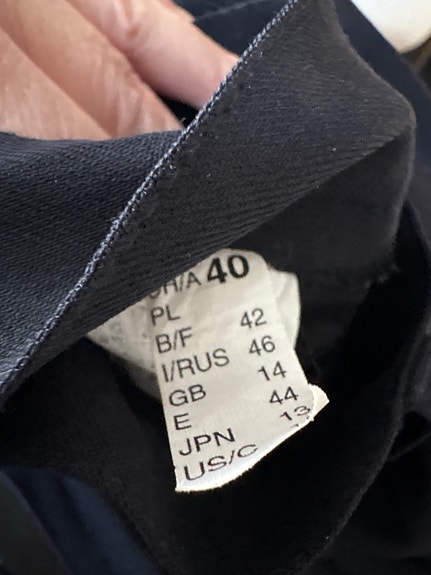 H/A 40
PL
B/F 42
I/RUS 46
GB 14
E 44
JPN 13
US/C